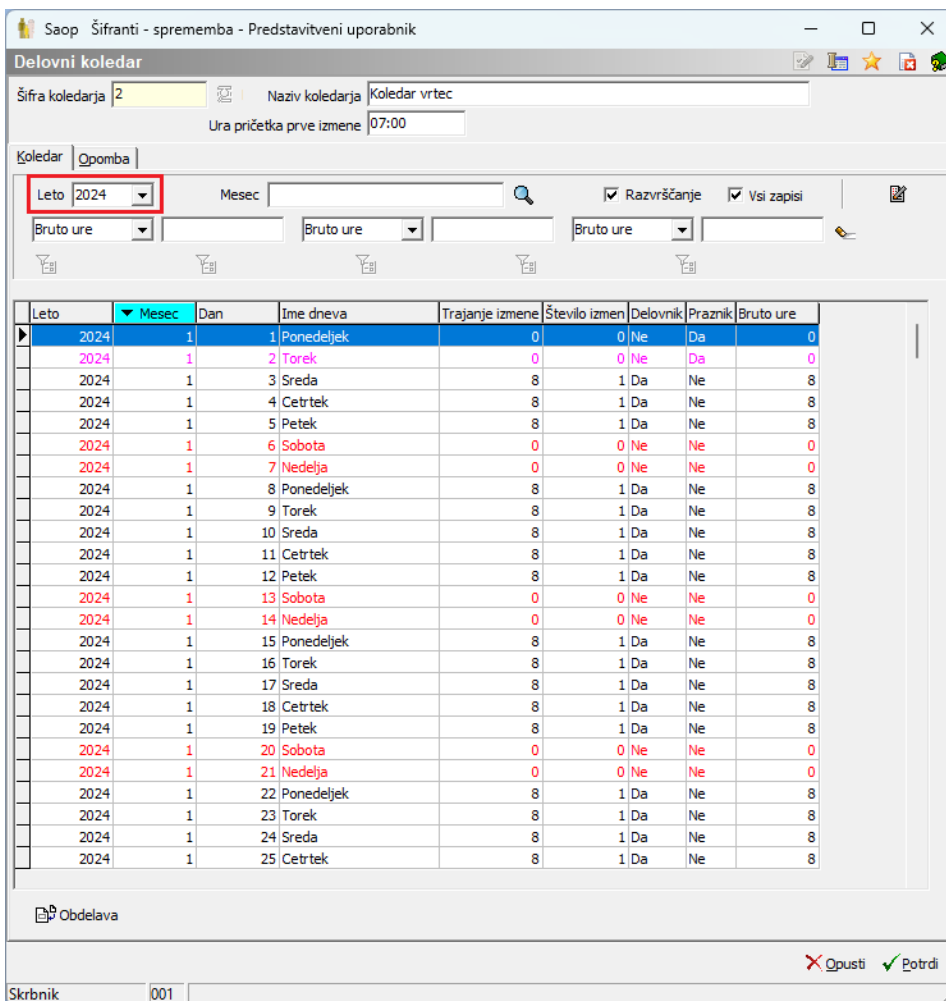 Saop Šifranti - sprememba - Predstavitveni uporabnik
Delovni koledar
Šifra koledarja 2 Naziv koledarja Koledar vrtec
Ura pričetka prve izmene 07:00
Koledar Opomba
Leto 2024 Mesec Razvrščanje Vsi zapisi
Bruto ure Bruto ure Bruto ure
Leto Mesec Dan Ime dneva Trajanje izmene Število izmen Delovnik Praznik Bruto ure
2024 1 1 Ponedeljek 0 0 Ne Da 0
2024 1 2 Torek 0 0 Ne Da 0
2024 1 3 Sreda 8 1 Da Ne 8
2024 1 4 Cetrtek 8 1 Da Ne 8
2024 1 5 Petek 8 1 Da Ne 8
2024 1 6 Sobota 0 0 Ne Ne 0
2024 1 7 Nedelja 0 0 Ne Ne 0
2024 1 8 Ponedeljek 8 1 Da Ne 8
2024 1 9 Torek 8 1 Da Ne 8
2024 1 10 Sreda 8 1 Da Ne 8
2024 1 11 Cetrtek 8 1 Da Ne 8
2024 1 12 Petek 8 1 Da Ne 8
2024 1 13 Sobota 0 0 Ne Ne 0
2024 1 14 Nedelja 0 0 Ne Ne 0
2024 1 15 Ponedeljek 8 1 Da Ne 8
2024 1 16 Torek 8 1 Da Ne 8
2024 1 17 Sreda 8 1 Da Ne 8
2024 1 18 Cetrtek 8 1 Da Ne 8
2024 1 19 Petek 8 1 Da Ne 8
2024 1 20 Sobota 0 0 Ne Ne 0
2024 1 21 Nedelja 0 0 Ne Ne 0
2024 1 22 Ponedeljek 8 1 Da Ne 8
2024 1 23 Torek 8 1 Da Ne 8
2024 1 24 Sreda 8 1 Da Ne 8
2024 1 25 Cetrtek 8 1 Da Ne 8
Obdelava
Opusti Potrdi
Skrbnik 001